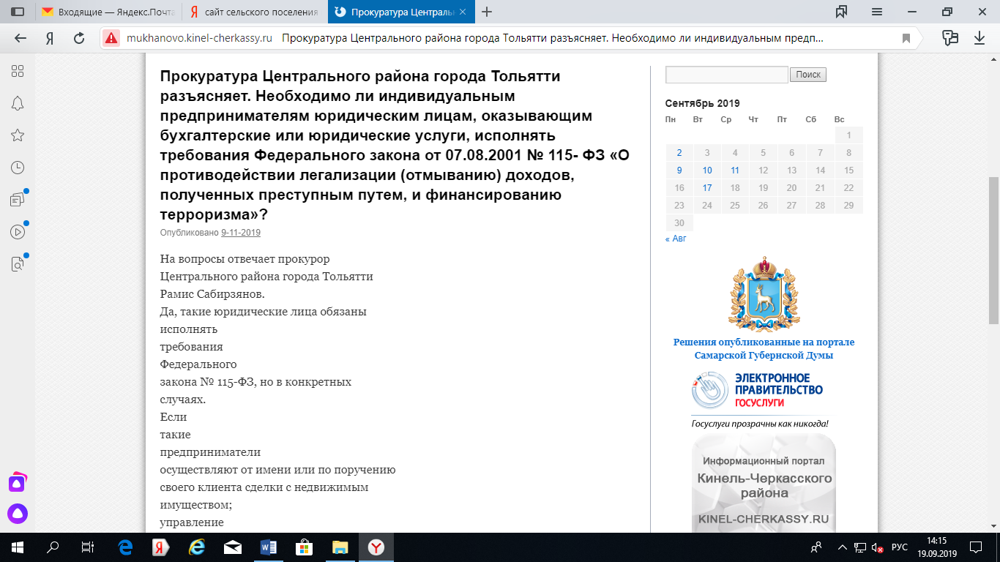 Входящие — Яндекс.Почта
сайт сельского поселения
Прокуратура Централь
mukhanovo.kinel-cherkassy.ru Прокуратура Центрального района города Тольятти разъясняет. Необходимо ли индивидуальным предп...
Прокуратура Центрального района города Тольятти
разъясняет. Необходимо ли индивидуальным
предпринимателям юридическим лицам, оказывающим
бухгалтерские или юридические услуги, исполнять
требования Федерального закона от 07.08.2001 № 115- ФЗ «О
противодействии легализации (отмыванию) доходов,
полученных преступным путем, и финансированию
терроризма»?
Опубликовано 9-11-2019
На вопросы отвечает прокурор
Центрального района города Тольятти
Рамис Сабирзянов.
Да, такие юридические лица обязаны
исполнять
требования
Федерального
закона № 115-ФЗ, но в конкретных
случаях.
Если
такие
предприниматели
осуществляют от имени или по поручению
своего клиента сделки с недвижимым
имуществом;
управление
Поиск
Сентябрь 2019
Пн Вт Ср Чт Пт Сб Вс
1
2 3 4 5 6 7 8
9 10 11 12 13 14 15
16 17 18 19 20 21 22
23 24 25 26 27 28 29
30
« Авг
Решения опубликованные на портале
Самарской Губернской Думы
ЭЛЕКТРОННОЕ
ПРАВИТЕЛЬСТВО
ГОСУСЛУГИ
Госуслуги прозрачны как никогда!
Информационный портал
Кинель-Черкасского
района
KINEL-CHERKASSY.RU
РУС
14:15
19.09.2019